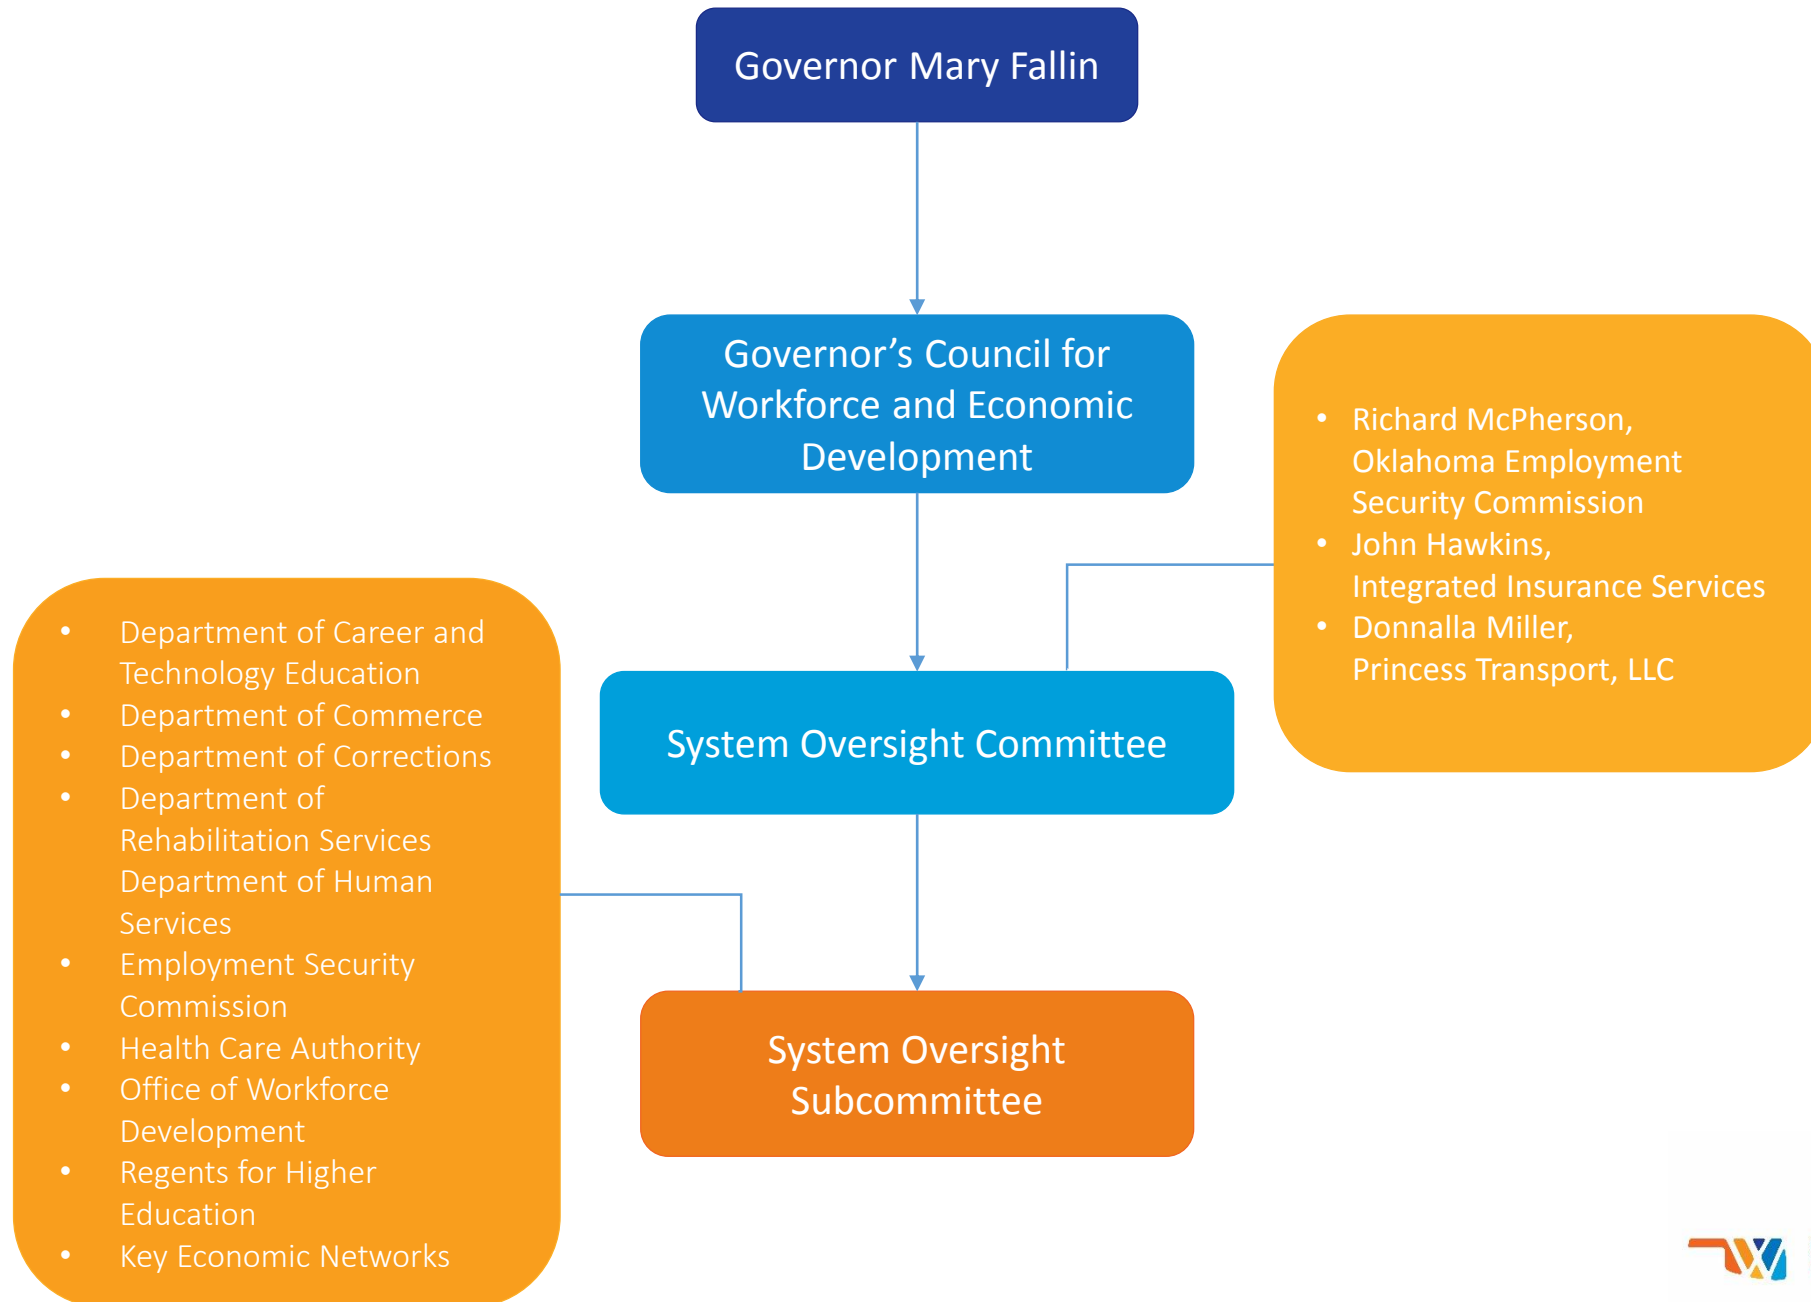 Governor Mary Fallin
Governor’s Council for
Workforce and Economic
Development
• Richard McPherson,
Oklahoma Employment
Security Commission
• John Hawkins,
Integrated Insurance Services
• Donnalla Miller,
Princess Transport, LLC
System Oversight Committee
• Department of Career and
Technology Education
• Department of Commerce
• Department of Corrections
• Department of
Rehabilitation Services
Department of Human
Services
• Employment Security
Commission
• Health Care Authority
• Office of Workforce
Development
• Regents for Higher
Education
• Key Economic Networks
System Oversight
Subcommittee